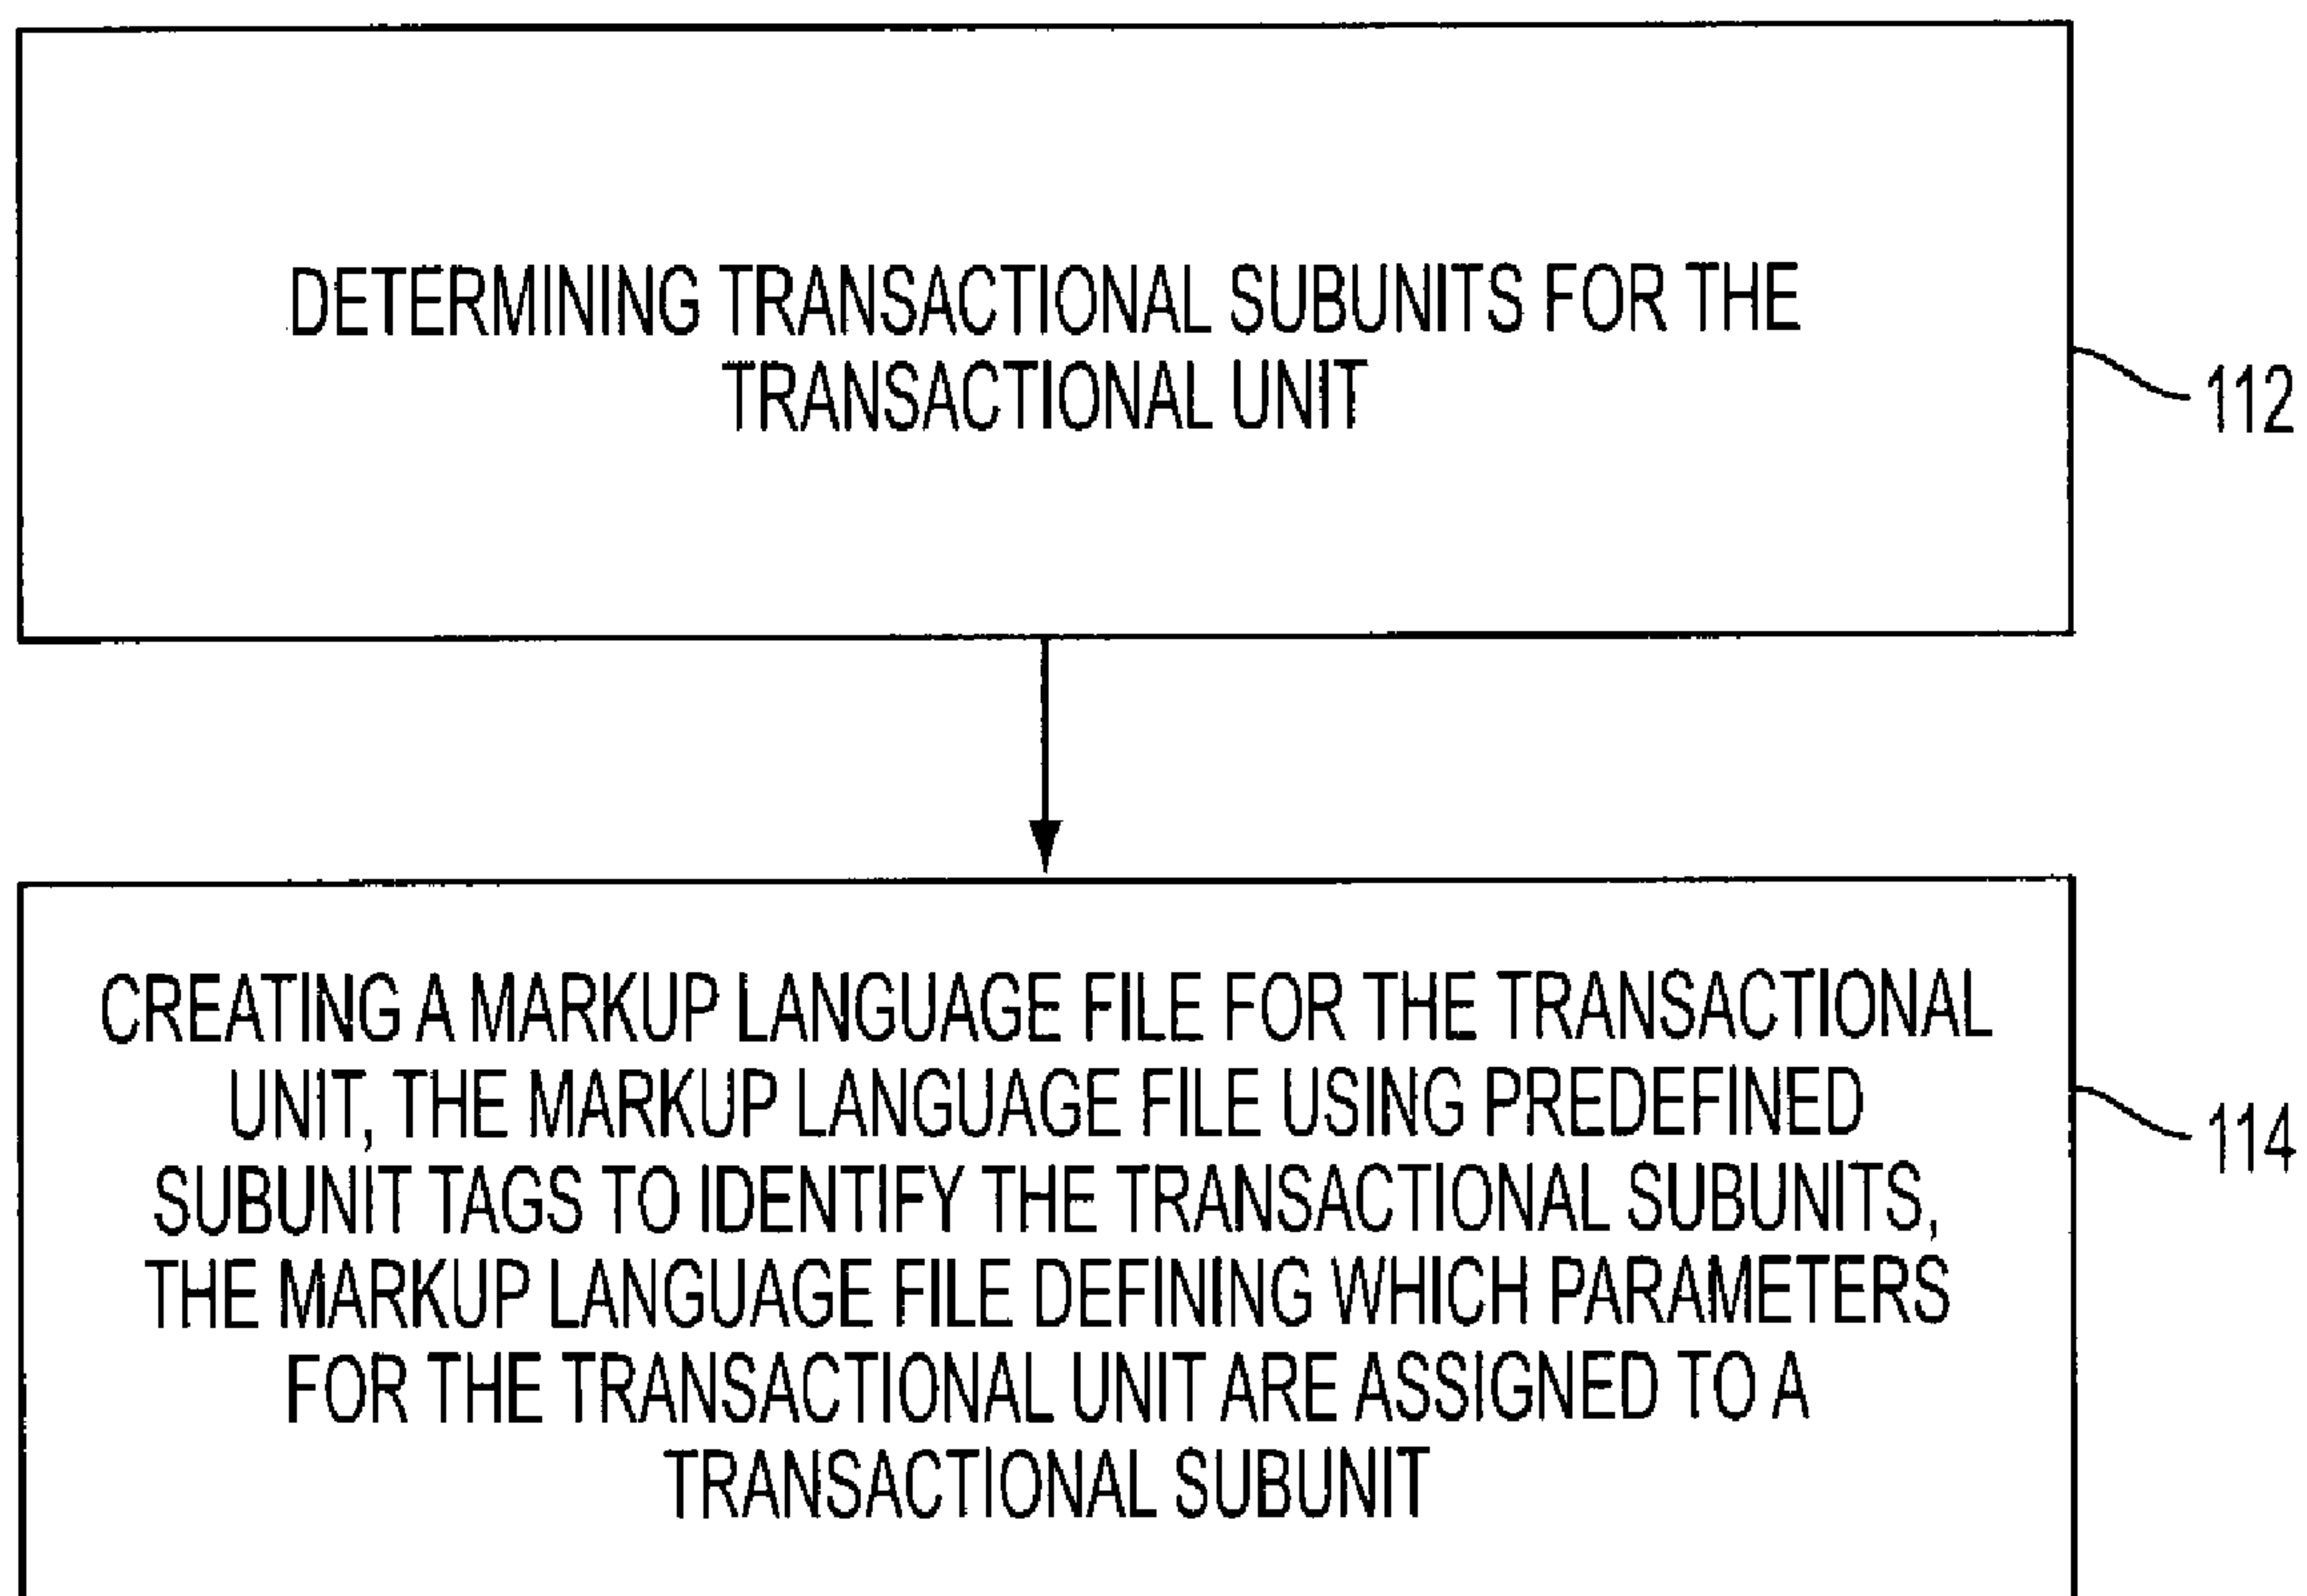 DETERMINING TRANSACTIONAL SUBUNITS FOR THE
TRANSACTIONAL UNIT
112
CREATING A MARKUP LANGUAGE FILE FOR THE TRANSACTIONAL
UNIT, THE MARKUP LANGUAGE FILE USING PREDEFINED
SUBUNIT TAGS TO IDENTIFY THE TRANSACTIONAL SUBUNITS,
THE MARKUP LANGUAGE FILE DEFINING WHICH PARAMETERS
FOR THE TRANSACTIONAL UNIT ARE ASSIGNED TO A
TRANSACTIONAL SUBUNIT
114